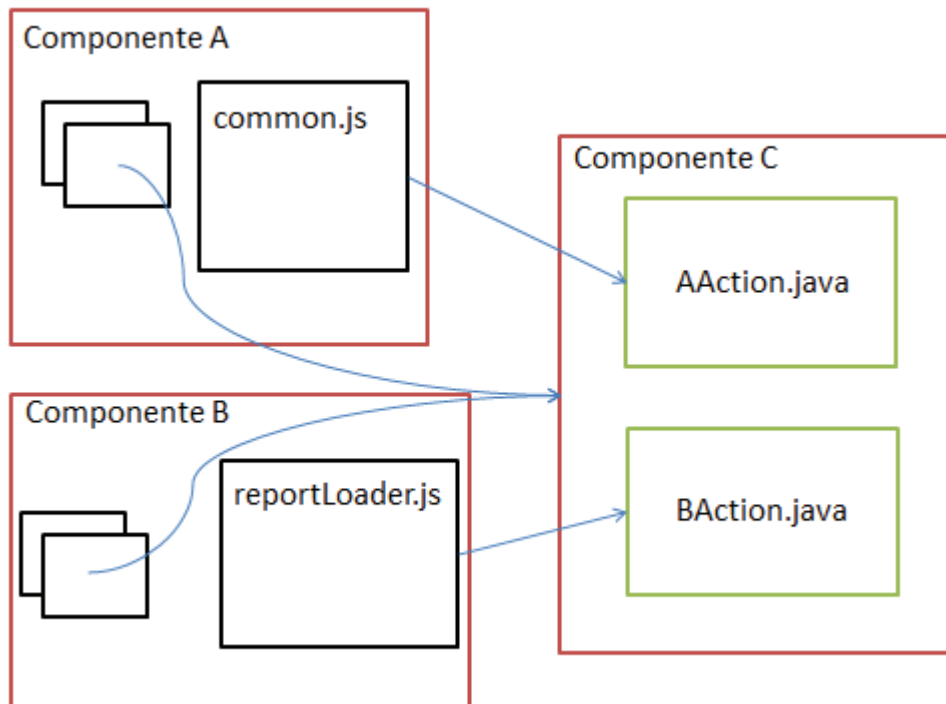 Componente A
common.js
Componente C
AAction.java
Componente B
reportLoader.js
BAction.java